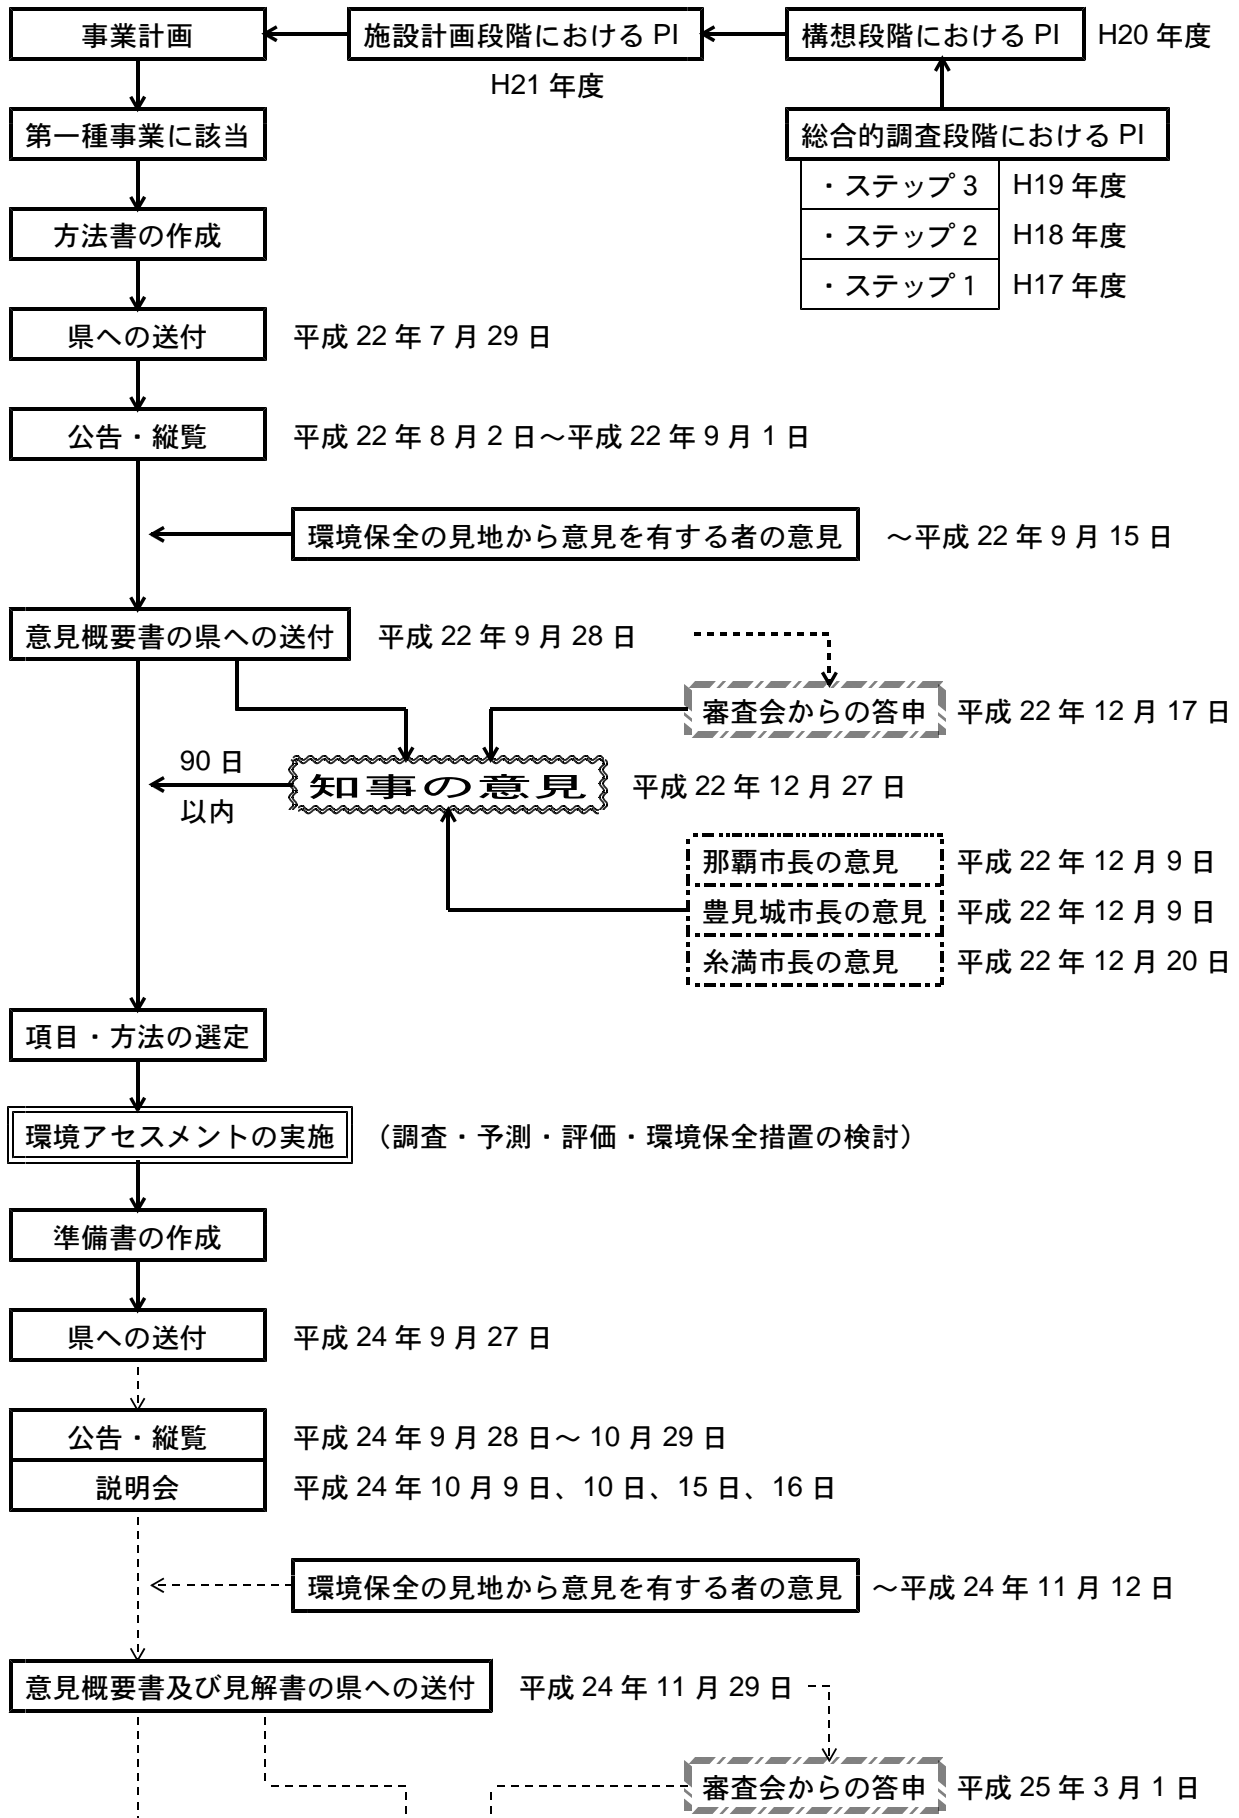 事業計画
施設計画段階における PI
構想段階における PI
H20 年度
H21 年度
第一種事業に該当
総合的調査段階における PI
・ステップ 3
H19 年度
方法書の作成
・ステップ 2
H18 年度
・ステップ 1
H17 年度
県への送付
平成 22 年 7 月 29 日
公告・縦覧
平成 22 年 8 月 2 日～平成 22 年 9 月 1 日
環境保全の見地から意見を有する者の意見
～平成 22 年 9 月 15 日
意見概要書の県への送付
平成 22 年 9 月 28 日
審査会からの答申
平成 22 年 12 月 17 日
90 日
以内
知事の意見
平成 22 年 12 月 27 日
那覇市長の意見
平成 22 年 12 月 9 日
豊見城市長の意見
平成 22 年 12 月 9 日
糸満市長の意見
平成 22 年 12 月 20 日
項目・方法の選定
環境アセスメントの実施
（調査・予測・評価・環境保全措置の検討）
準備書の作成
県への送付
平成 24 年 9 月 27 日
公告・縦覧
平成 24 年 9 月 28 日～ 10 月 29 日
説明会
平成 24 年 10 月 9 日、10 日、15 日、16 日
環境保全の見地から意見を有する者の意見
～平成 24 年 11 月 12 日
意見概要書及び見解書の県への送付
平成 24 年 11 月 29 日
審査会からの答申
平成 25 年 3 月 1 日